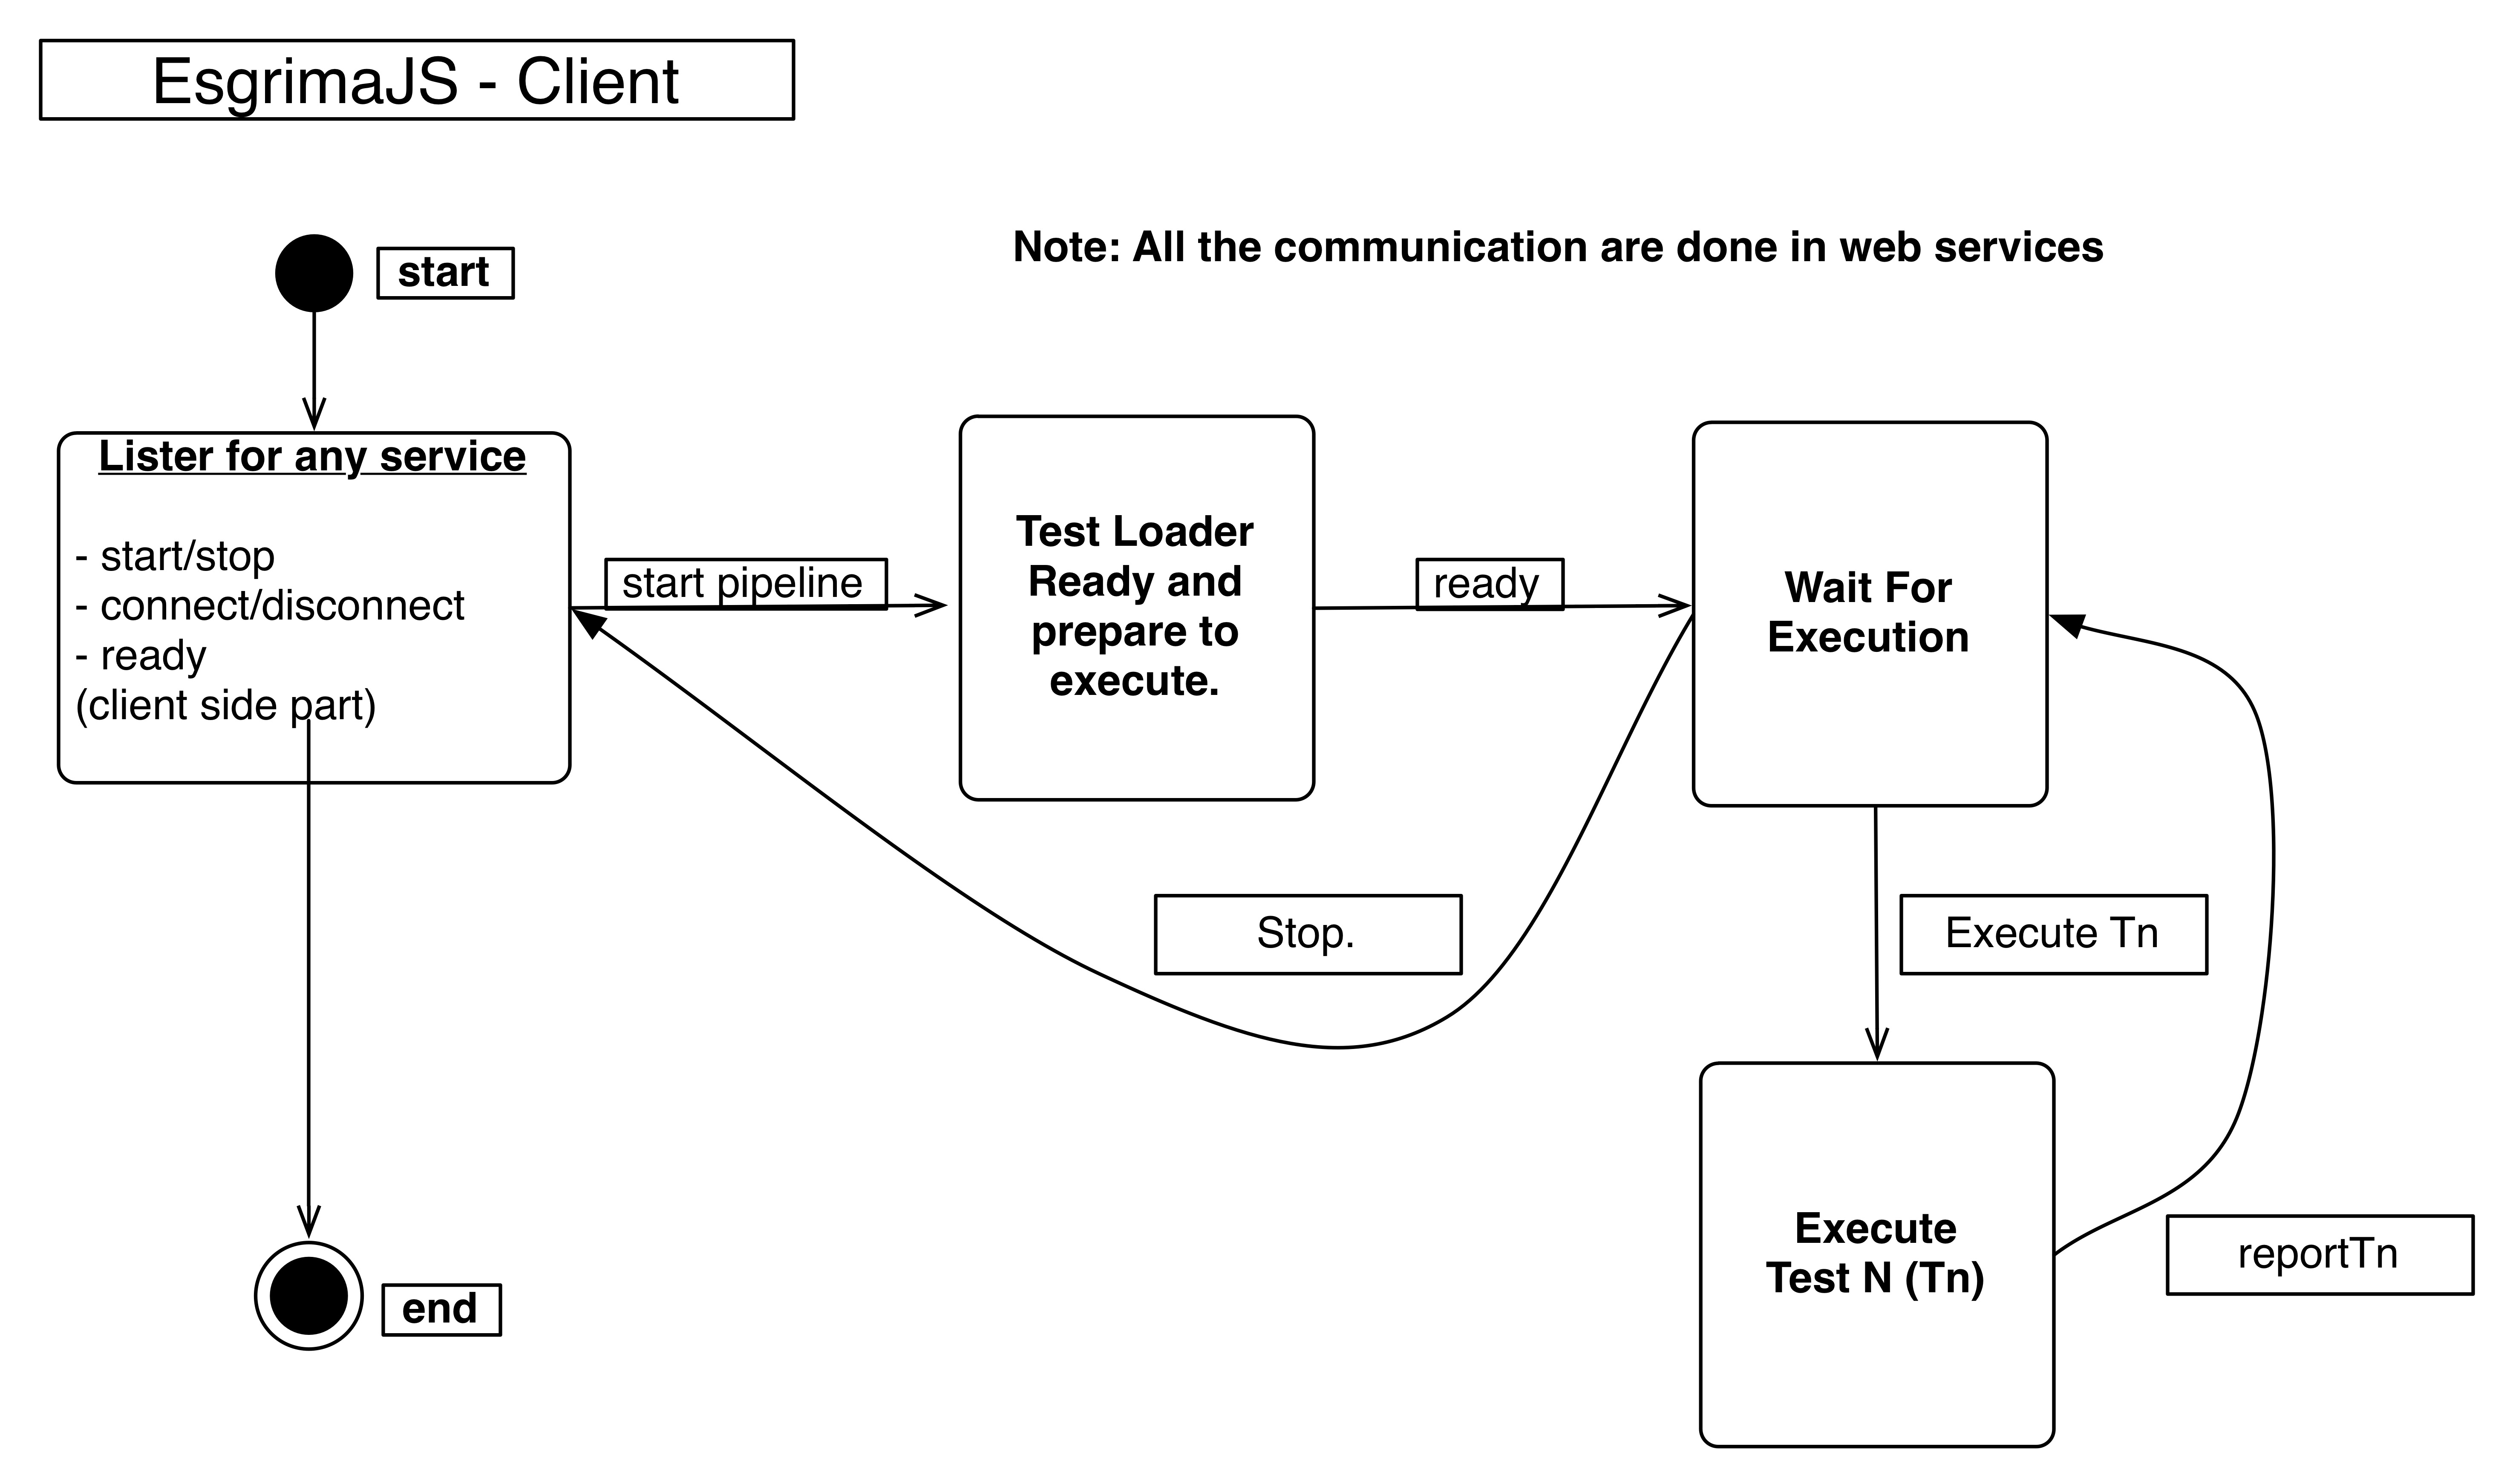 EsgrimaJS - Client
Note: All the communication are done in web services
start
Lister for any service
- start/stop
- connect/disconnect
- ready
(client side part)
start pipeline
Test Loader
Ready and
prepare to
execute.
ready
Wait For
Execution
Stop.
Execute Tn
Execute
Test N (Tn)
reportTn
end